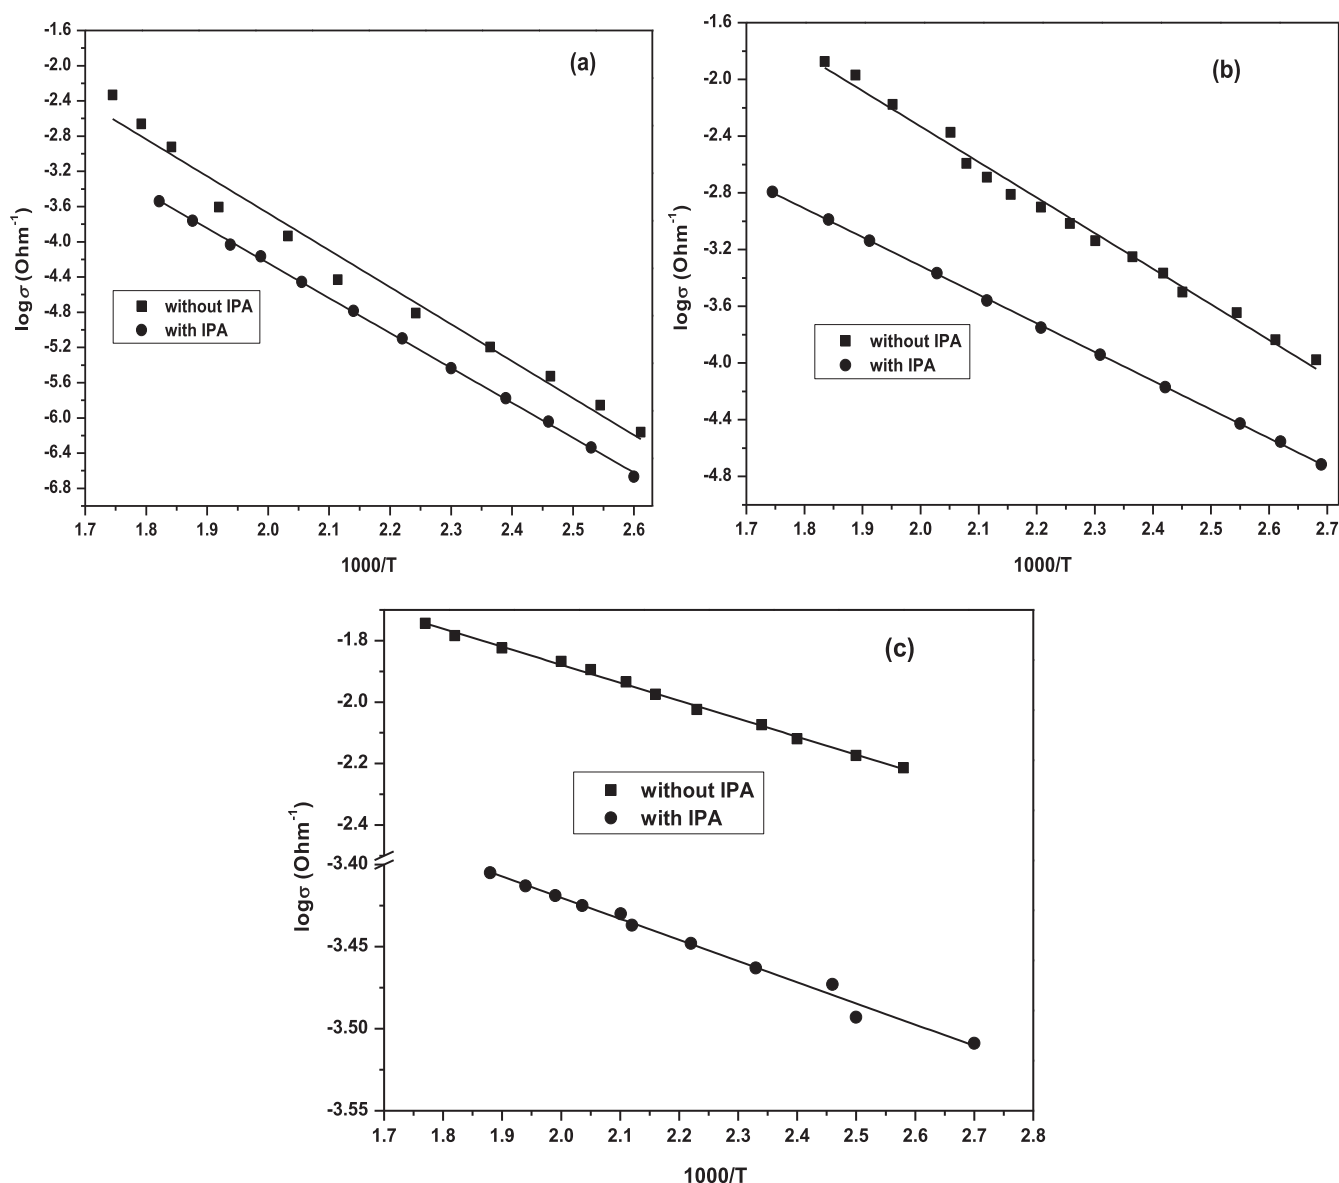 (a)
-1.6
-2.0
-2.4
-2.8
-3.2
-3.6
-4.0
-4.4
-4.8
-5.2
-5.6
-6.0
-6.4
-6.8
logσ (Ohm⁻¹)
without IPA
with IPA
1.7 1.8 1.9 2.0 2.1 2.2 2.3 2.4 2.5 2.6
1000/T
(b)
-1.6
-2.0
-2.4
-2.8
-3.2
-3.6
-4.0
-4.4
-4.8
logσ (Ohm⁻¹)
without IPA
with IPA
1.7 1.8 1.9 2.0 2.1 2.2 2.3 2.4 2.5 2.6 2.7
1000/T
(c)
-1.8
-2.0
-2.2
-2.4
-3.40
-3.45
-3.50
-3.55
logσ (Ohm⁻¹)
without IPA
with IPA
1.7 1.8 1.9 2.0 2.1 2.2 2.3 2.4 2.5 2.6 2.7 2.8
1000/T